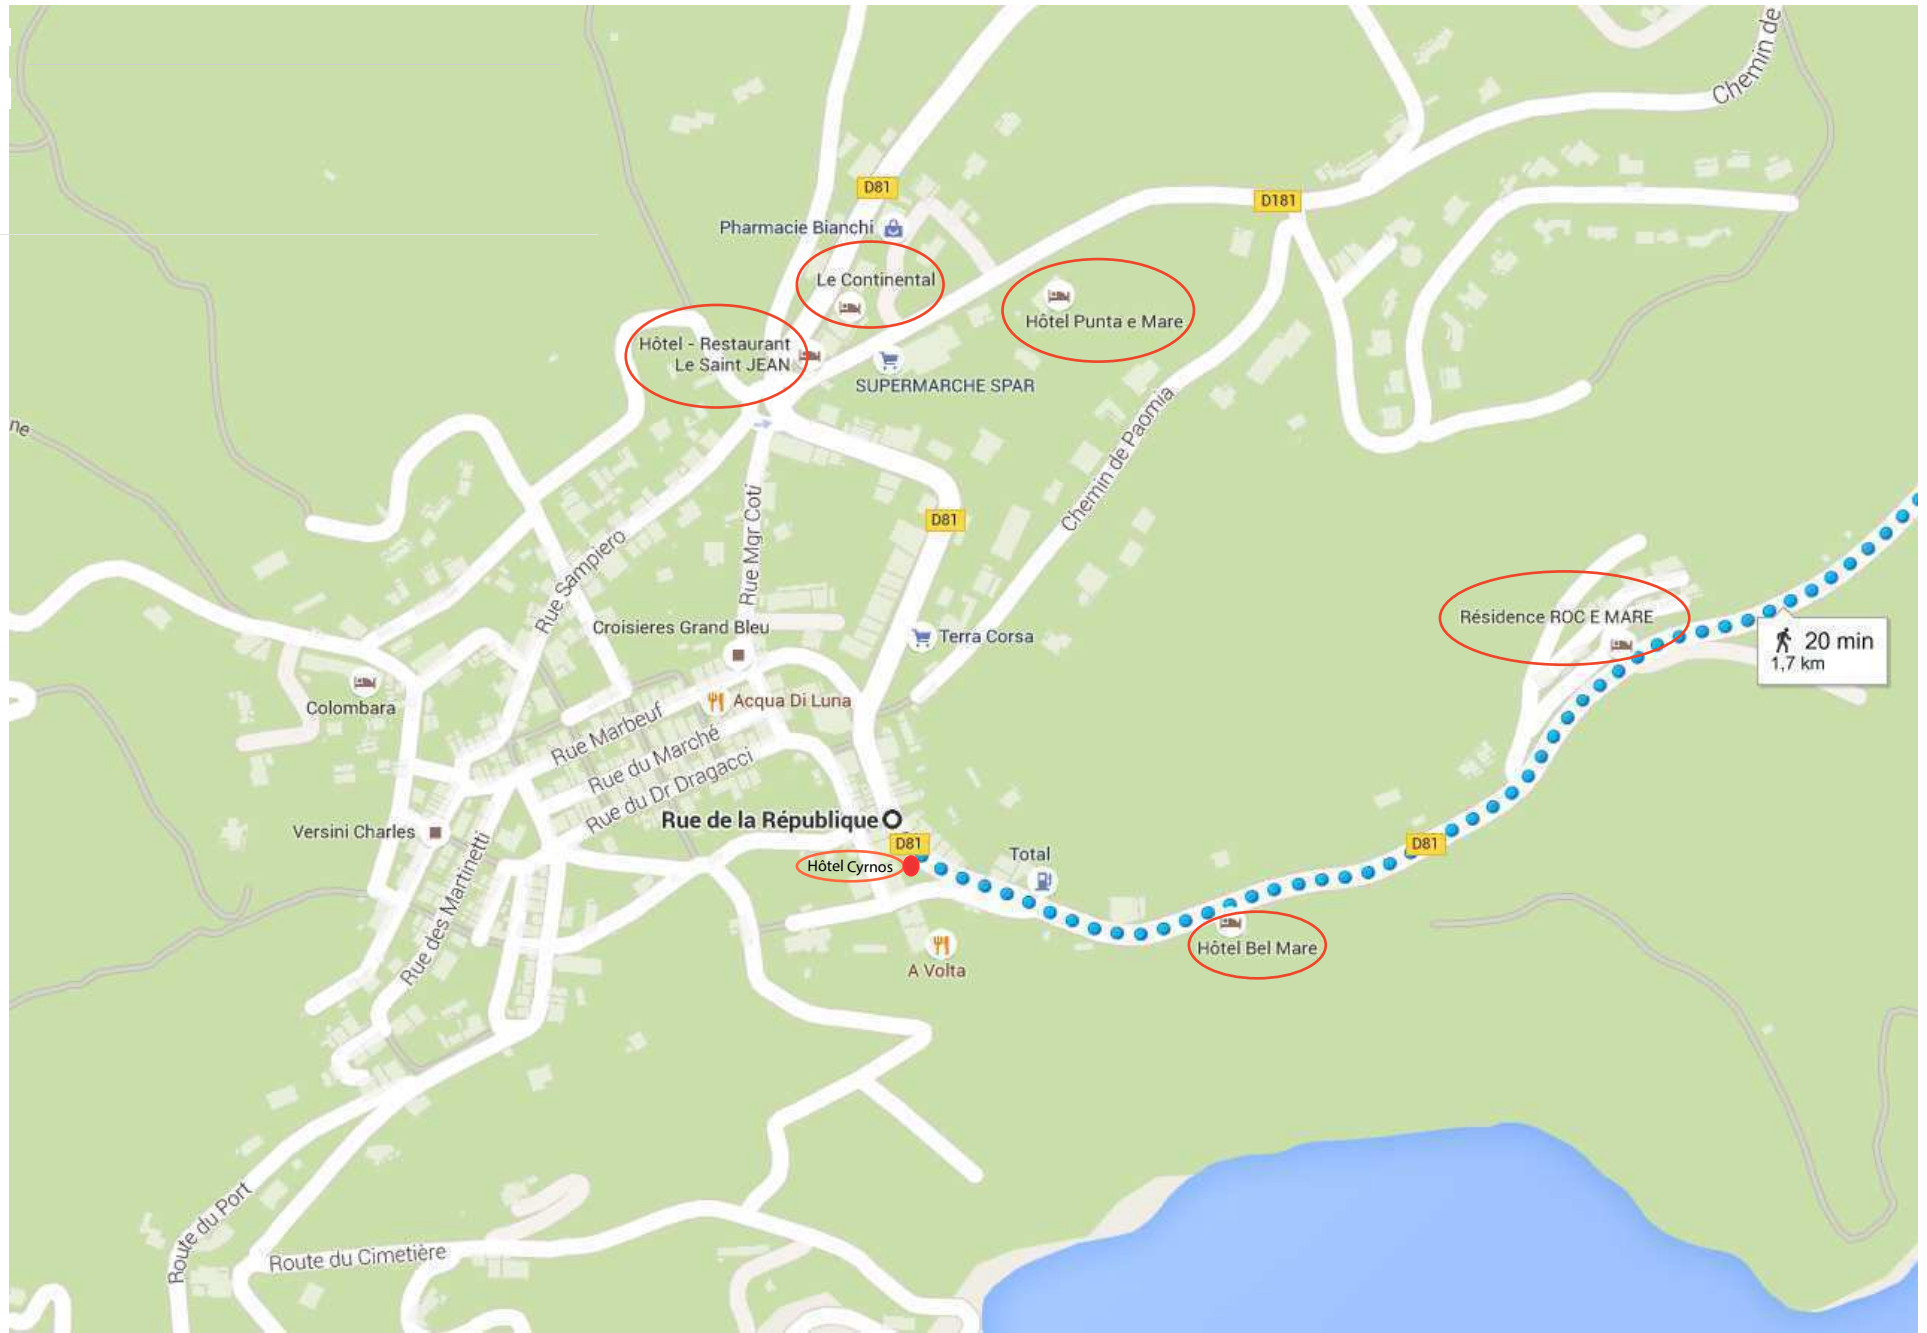 Chemin de
D81
D181
Pharmacie Bianchi
Le Continental
Hôtel Punta e Mare
Hôtel - Restaurant
Le Saint JEAN
SUPERMARCHE SPAR
ne
Chemin de Paomia
D81
Rue Mgr Coti
Rue Sampiero
Croisieres Grand Bleu
Terra Corsa
Résidence ROC E MARE
20 min
1,7 km
Colombara
Acqua Di Luna
Rue Marbeuf
Rue du Marché
Rue du Dr Dragacci
Rue de la République
Versini Charles
D81
D81
Hôtel Cyrnos
Total
Rue des Martinetti
Hôtel Bel Mare
A Volta
Route du Port
Route du Cimetière